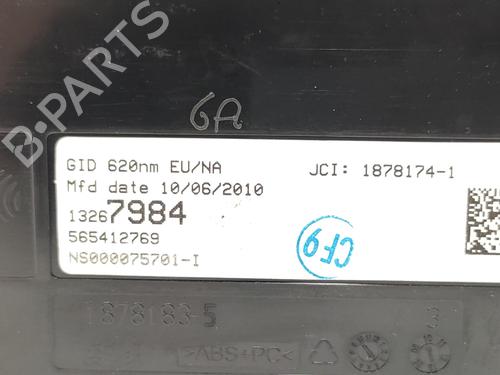 B-PARTS
6A
GID 620nm EU/NA
JCI: 1878174-1
Mfd date 10/06/2010
13267984
565412769
CF9
NS000075701-I
1878183-5
>ABS+PC<